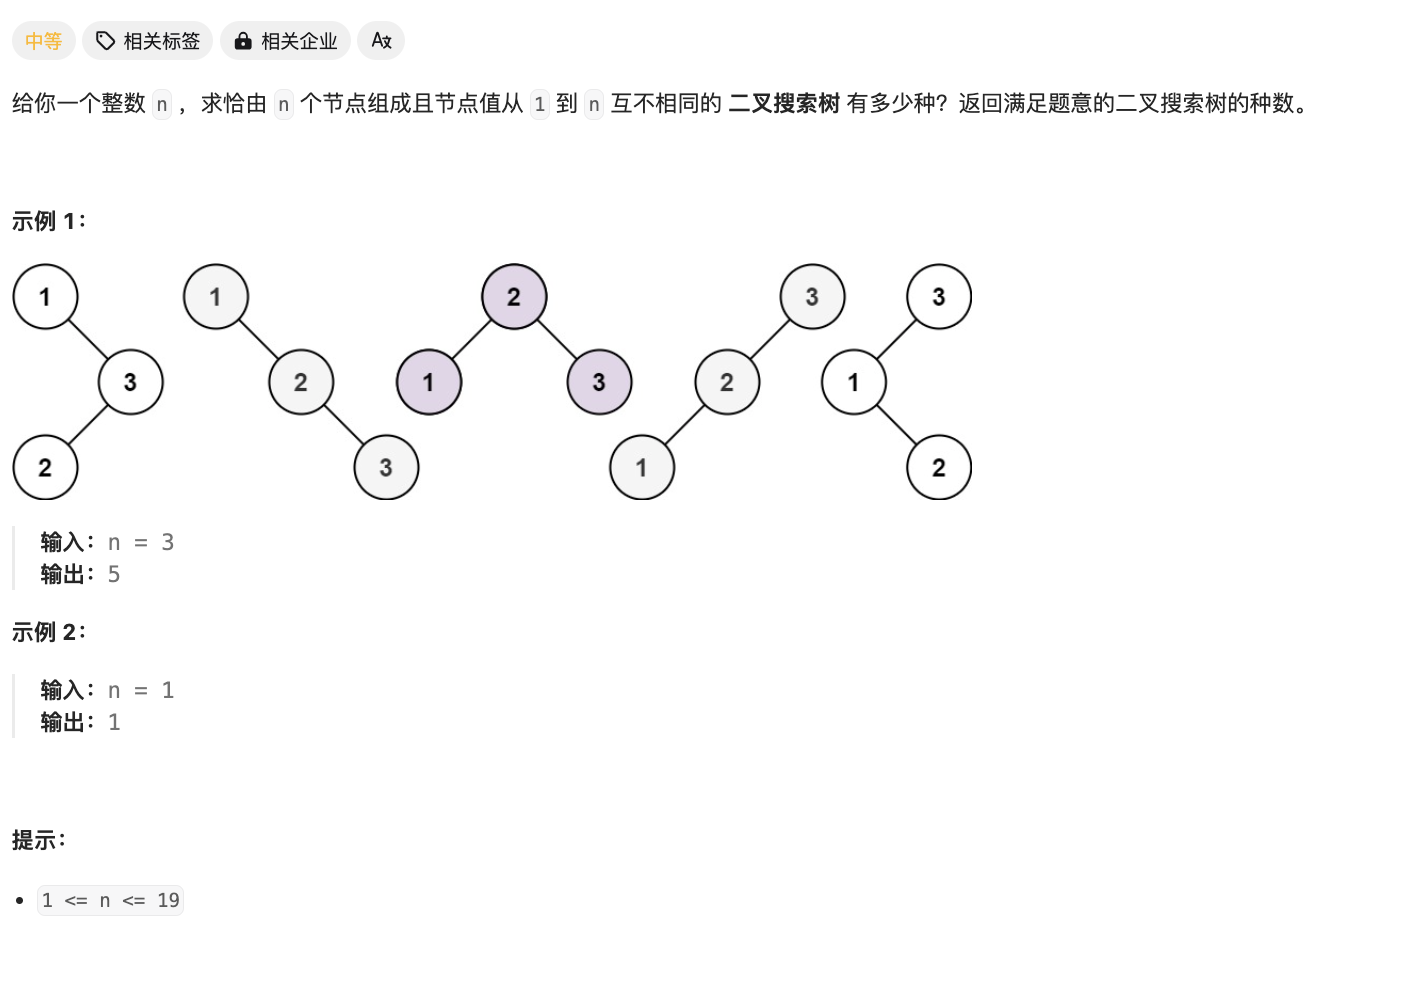 中等 相关标签 相关企业 A文
给你一个整数 n ，求恰由 n 个节点组成且节点值从 1 到 n 互不相同的 二叉搜索树 有多少种？返回满足题意的二叉搜索树的种数。
示例 1：
1 1 2 3 3
3 2 1 3 2 1
2 3 1 2
输入：n = 3
输出：5
示例 2：
输入：n = 1
输出：1
提示：
• 1 <= n <= 19